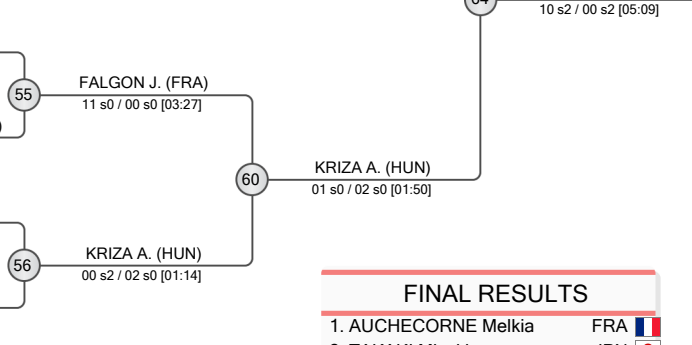 10 s2 / 00 s2 [05:09]
FALGON J. (FRA)
55
11 s0 / 00 s0 [03:27]
KRIZA A. (HUN)
60
01 s0 / 02 s0 [01:50]
KRIZA A. (HUN)
56
00 s2 / 02 s0 [01:14]
FINAL RESULTS
1. AUCHECORNE Melkia FRA